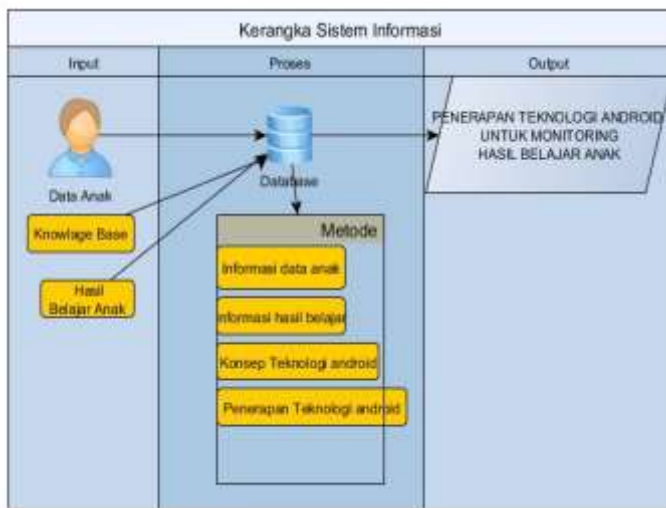 Kerangka Sistem Informasi
Input
Proses
Output
Data Anak
Knowlage Base
Hasil
Belajar Anak
Database
Metode
Informasi data anak
nformasi hasil belajar
Konsep Teknologi android
Penerapan Teknologi android
PENERAPAN TEKNOLOGI ANDROID
UNTUK MONITORING
HASIL BELAJAR ANAK